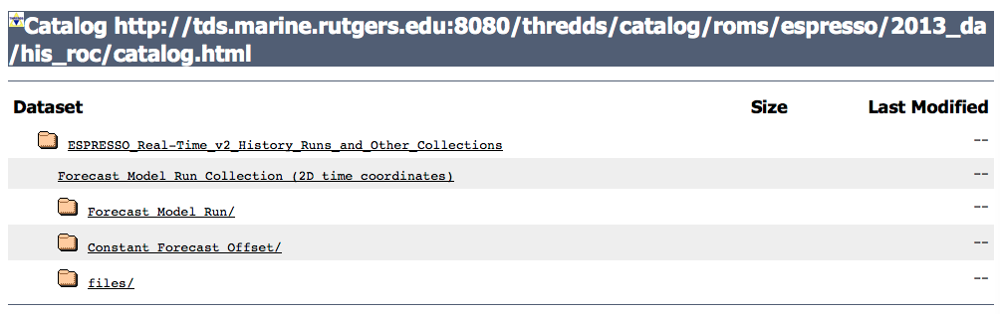 Catalog http://tds.marine.rutgers.edu:8080/thredds/catalog/roms/espresso/2013_da
/his_roc/catalog.html
Dataset Size Last Modified
ESPRESSO_Real-Time_v2_History_Runs_and_Other_Collections --
Forecast Model Run Collection (2D time coordinates) --
Forecast Model Run/ --
Constant Forecast Offset/ --
files/ --